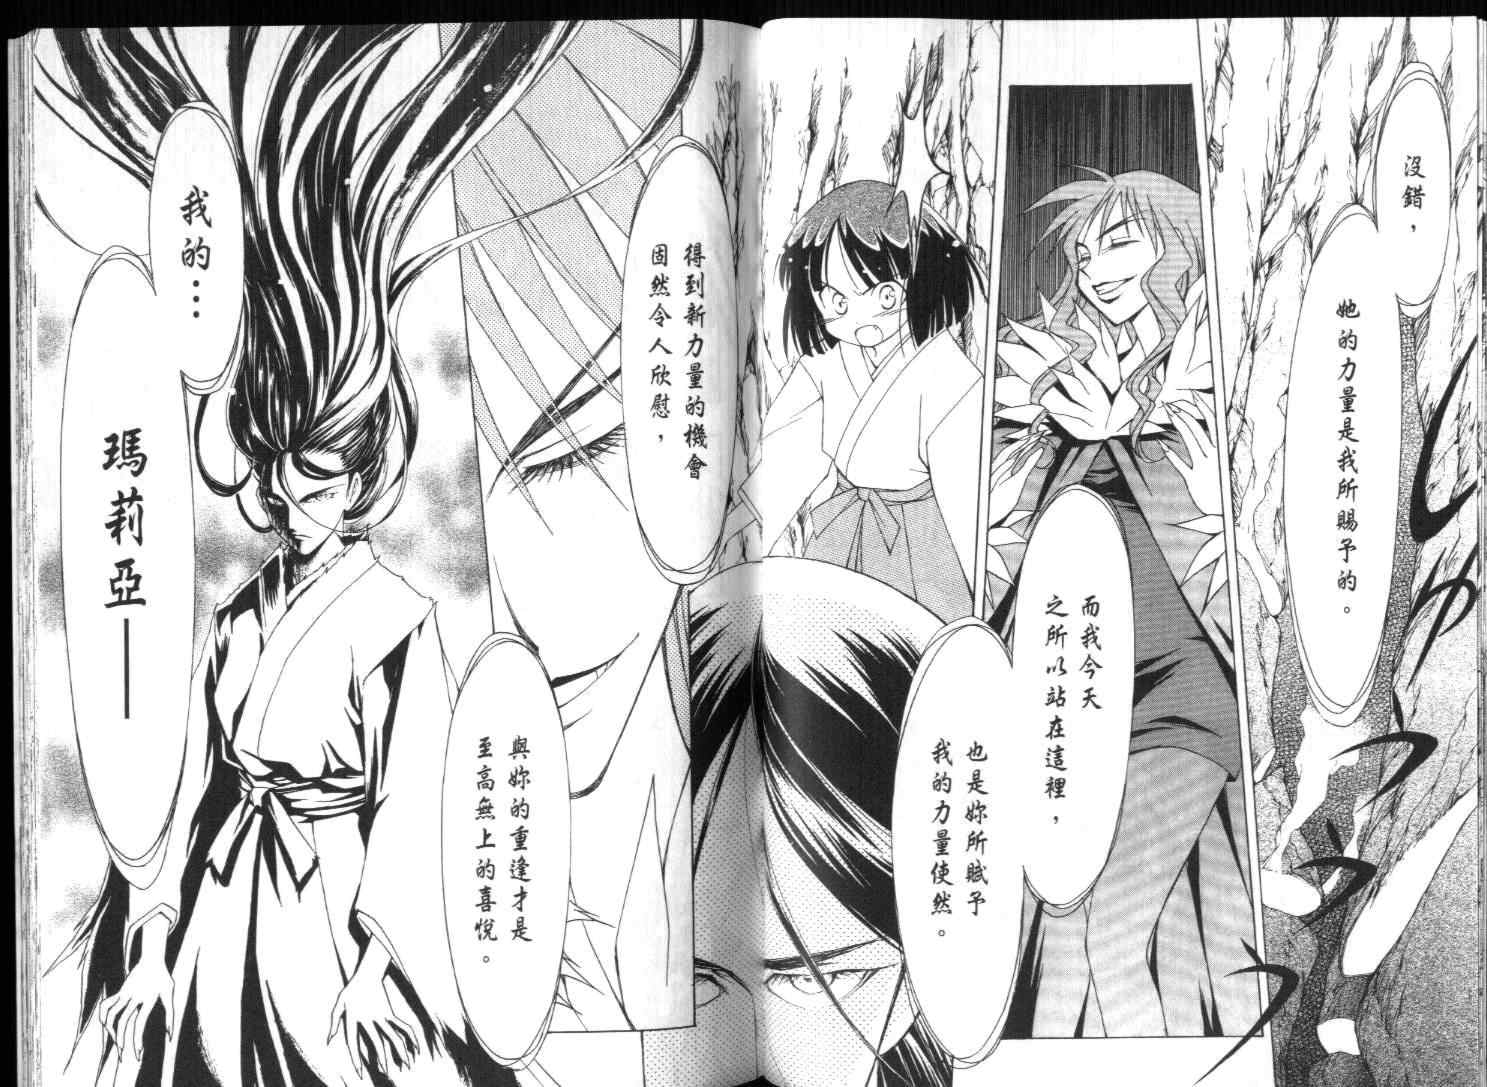 沒錯，
她的力量是我所賜予的。
而我今天
之所以站在這裡，
也是妳所賦予
我的力量使然。
得到新力量的機會
固然令人欣慰，
與妳的重逢才是
至高無上的喜悅。
我的…
瑪莉亞——